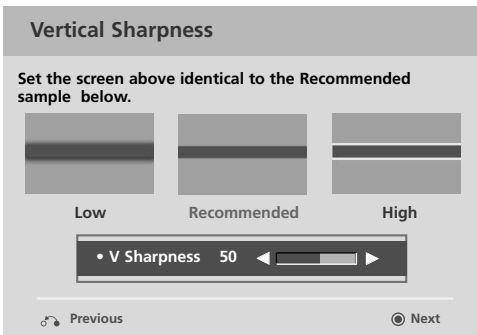 Vertical Sharpness
Set the screen above identical to the Recommended
sample below.
Low Recommended High
• V Sharpness 50
Previous Next